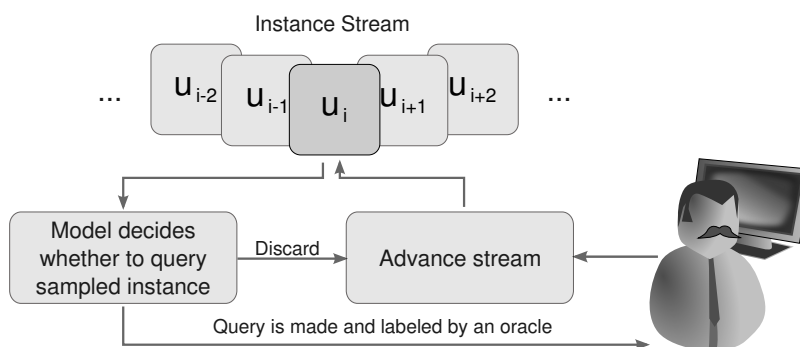 Instance Stream
... u i-2 u i-1 u i u i+1 u i+2 ...
Model decides
whether to query
sampled instance
Discard
Advance stream
Query is made and labeled by an oracle